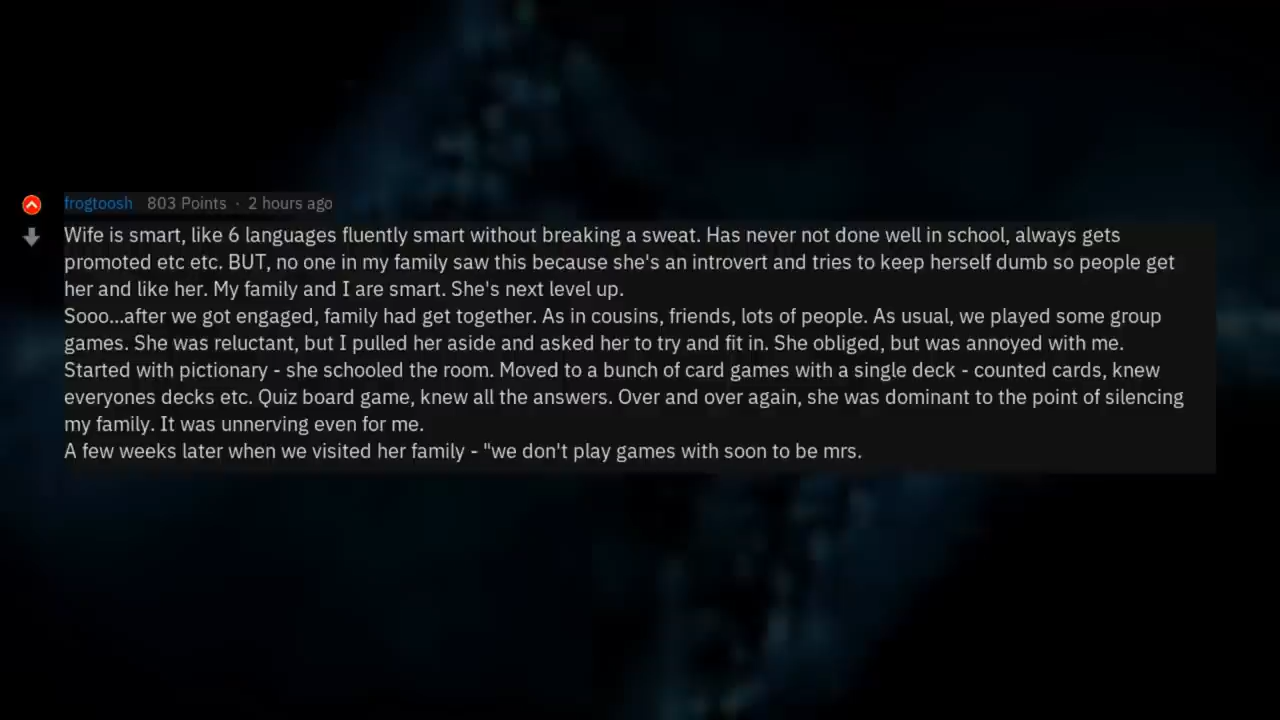 frogtoosh 803 Points · 2 hours ago
Wife is smart, like 6 languages fluently smart without breaking a sweat. Has never not done well in school, always gets
promoted etc etc. BUT, no one in my family saw this because she's an introvert and tries to keep herself dumb so people get
her and like her. My family and I are smart. She's next level up.
Sooo...after we got engaged, family had get together. As in cousins, friends, lots of people. As usual, we played some group
games. She was reluctant, but I pulled her aside and asked her to try and fit in. She obliged, but was annoyed with me.
Started with pictionary - she schooled the room. Moved to a bunch of card games with a single deck - counted cards, knew
everyones decks etc. Quiz board game, knew all the answers. Over and over again, she was dominant to the point of silencing
my family. It was unnerving even for me.
A few weeks later when we visited her family - "we don't play games with soon to be mrs.